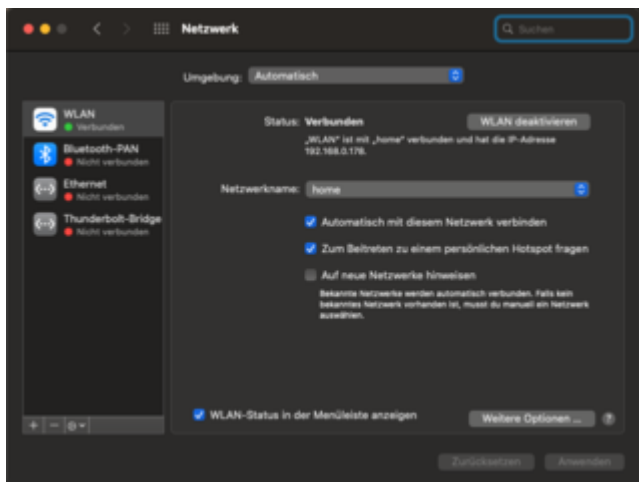 Netzwerk
Suchen
Umgebung: Automatisch
WLAN
Verbunden
Bluetooth-PAN
Nicht verbunden
Ethernet
Nicht verbunden
Thunderbolt-Bridge
Nicht verbunden
Status: Verbunden
WLAN deaktivieren
„WLAN“ ist mit „home“ verbunden und hat die IP-Adresse
192.168.0.178.
Netzwerkname: home
Automatisch mit diesem Netzwerk verbinden
Zum Beitreten zu einem persönlichen Hotspot fragen
Auf neue Netzwerke hinweisen
Bekannte Netzwerke werden automatisch verbunden. Falls kein
bekanntes Netzwerk vorhanden ist, musst du manuell ein Netzwerk
auswählen.
WLAN-Status in der Menüleiste anzeigen
Weitere Optionen ...
?
Zurücksetzen
Anwenden